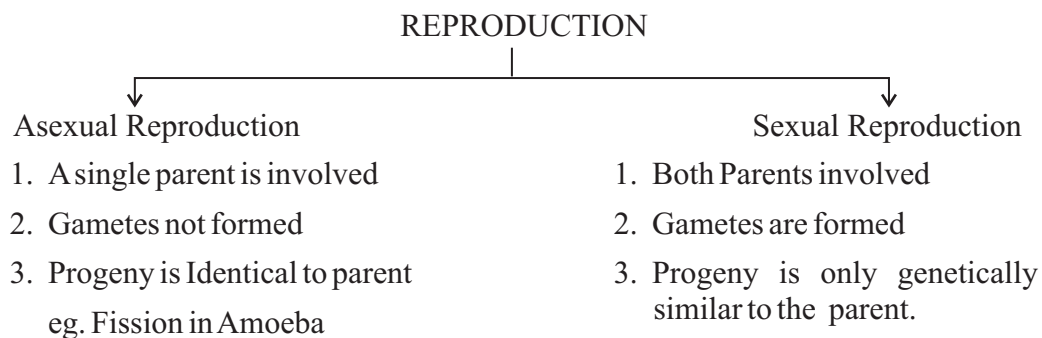 REPRODUCTION
Asexual Reproduction
1. A single parent is involved
2. Gametes not formed
3. Progeny is Identical to parent
eg. Fission in Amoeba
Sexual Reproduction
1. Both Parents involved
2. Gametes are formed
3. Progeny is only genetically
similar to the parent.